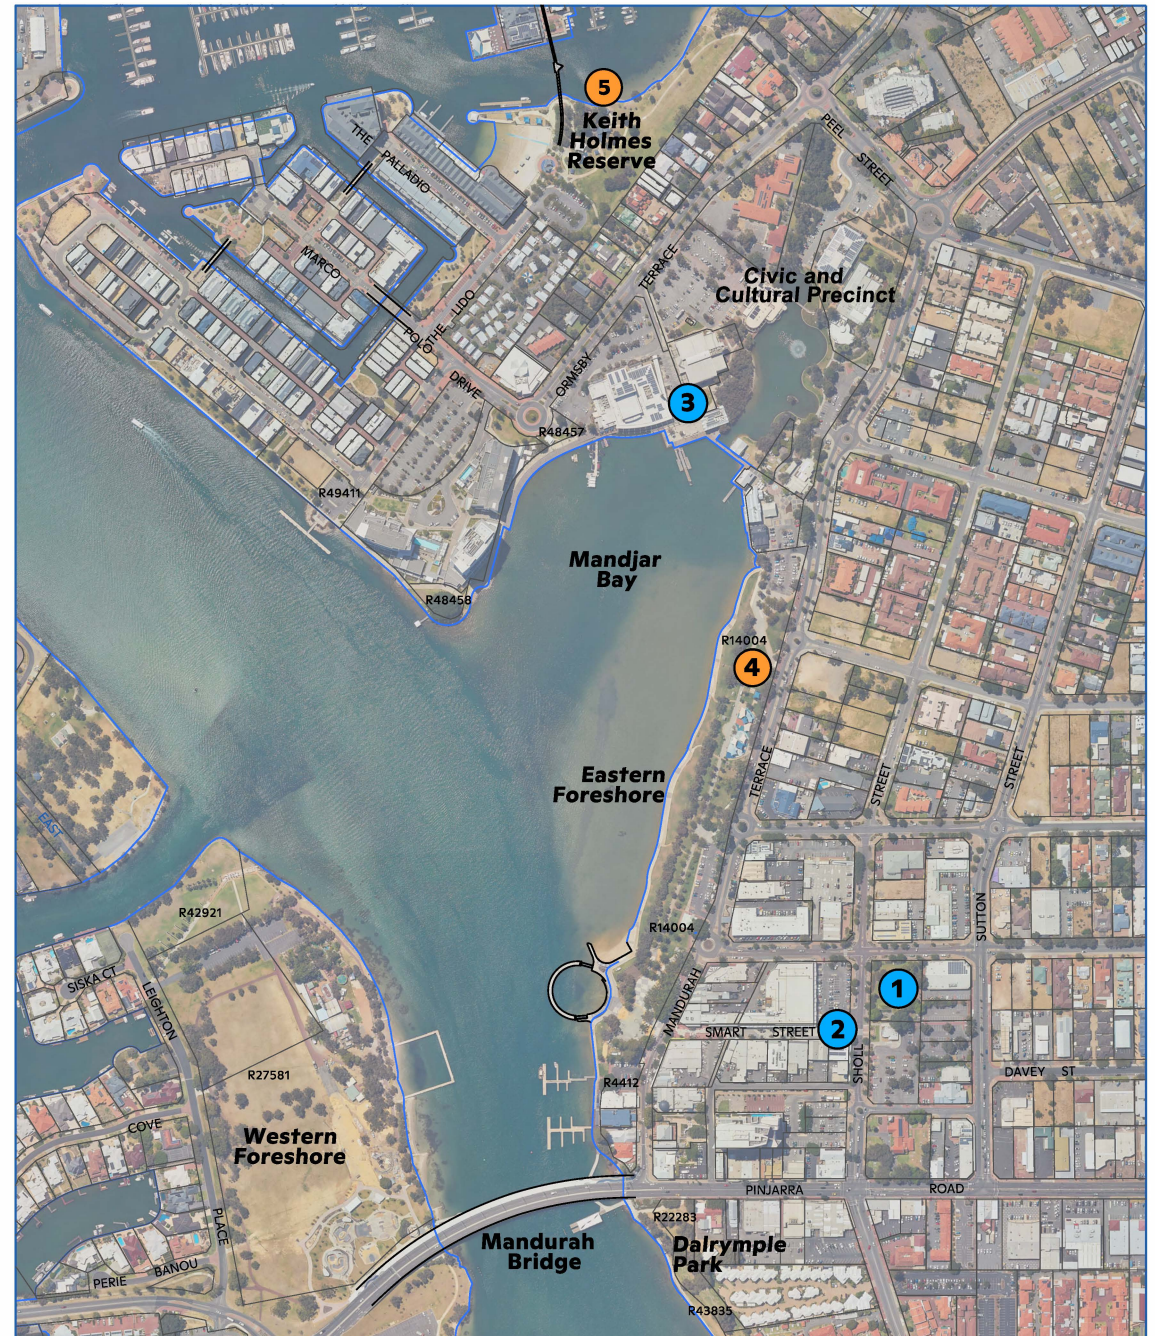 5
Keith
Holmes
Reserve
PEEL
STREET
THE
PALLADIO
MARCO
POLO
DRIVE
THE
LIDO
TERRACE
ORMSBY
Civic and
Cultural Precinct
3
R48457
R49411
R48458
Mandjar
Bay
R14004
4
Eastern
Foreshore
TERRACE
STREET
STREET
EAST
R42921
SISKA CT
LEIGHTON
R14004
MANDURAH
SUTTON
1
2
SMART
STREET
SHOLL
DAVEY
ST
R27581
R4412
COVE
Western
Foreshore
PLACE
PERIE
BANOU
PINJARRA
ROAD
R22283
Mandurah
Bridge
Dalrymple
Park
R43835